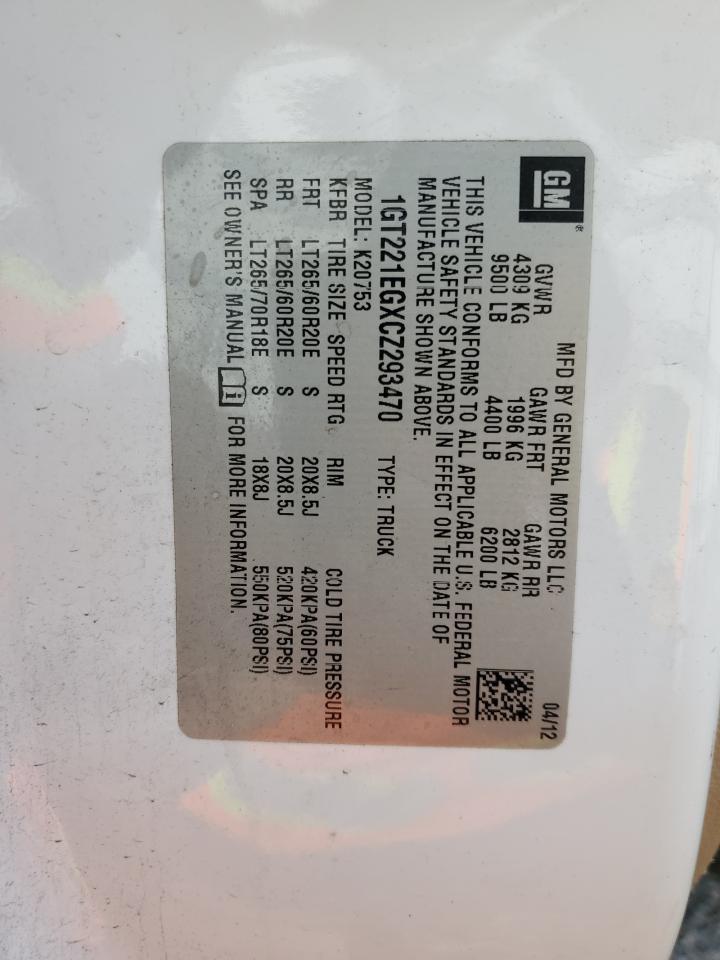 GM®
MFD BY GENERAL MOTORS LLC 04/12
GVWR GAWR FRT GAWR RR
4309 KG 1996 KG 2812 KG
9500 LB 4400 LB 6200 LB
THIS VEHICLE CONFORMS TO ALL APPLICABLE U.S. FEDERAL MOTOR
VEHICLE SAFETY STANDARDS IN EFFECT ON THE DATE OF
MANUFACTURE SHOWN ABOVE.
1GT221EGXCZ293470 TYPE: TRUCK
MODEL: K20753
KFBR TIRE SIZE SPEED RTG RIM COLD TIRE PRESSURE
FRT LT265/60R20E S 20X8.5J 420KPA(60PSI)
RR LT265/60R20E S 20X8.5J 520KPA(75PSI)
SPA LT265/70R18E S 18X8J 550KPA(80PSI)
SEE OWNER'S MANUAL i FOR MORE INFORMATION.